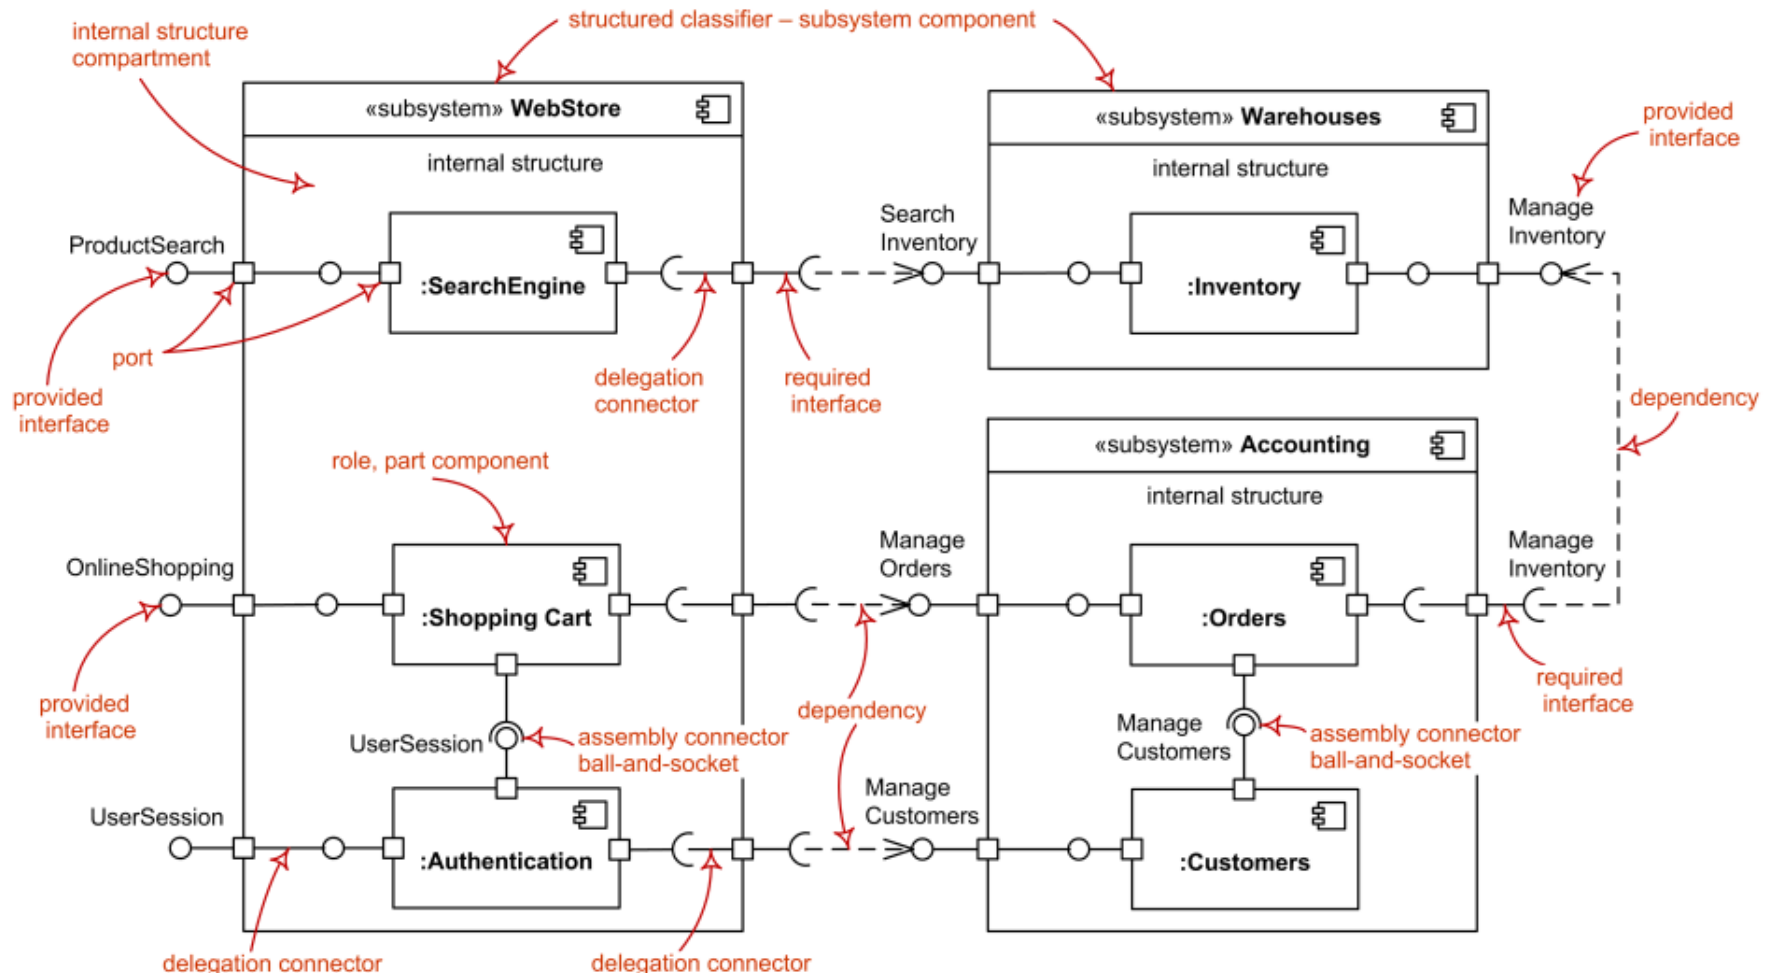 structured classifier – subsystem component
internal structure
compartment
«subsystem» WebStore
internal structure
«subsystem» Warehouses
internal structure
provided
interface
ProductSearch
:SearchEngine
Search
Inventory
:Inventory
Manage
Inventory
port
provided
interface
delegation
connector
required
interface
dependency
role, part component
«subsystem» Accounting
internal structure
OnlineShopping
:Shopping Cart
Manage
Orders
:Orders
Manage
Inventory
provided
interface
dependency
required
interface
UserSession
assembly connector
ball-and-socket
Manage
Customers
assembly connector
ball-and-socket
UserSession
:Authentication
Manage
Customers
:Customers
delegation connector
delegation connector